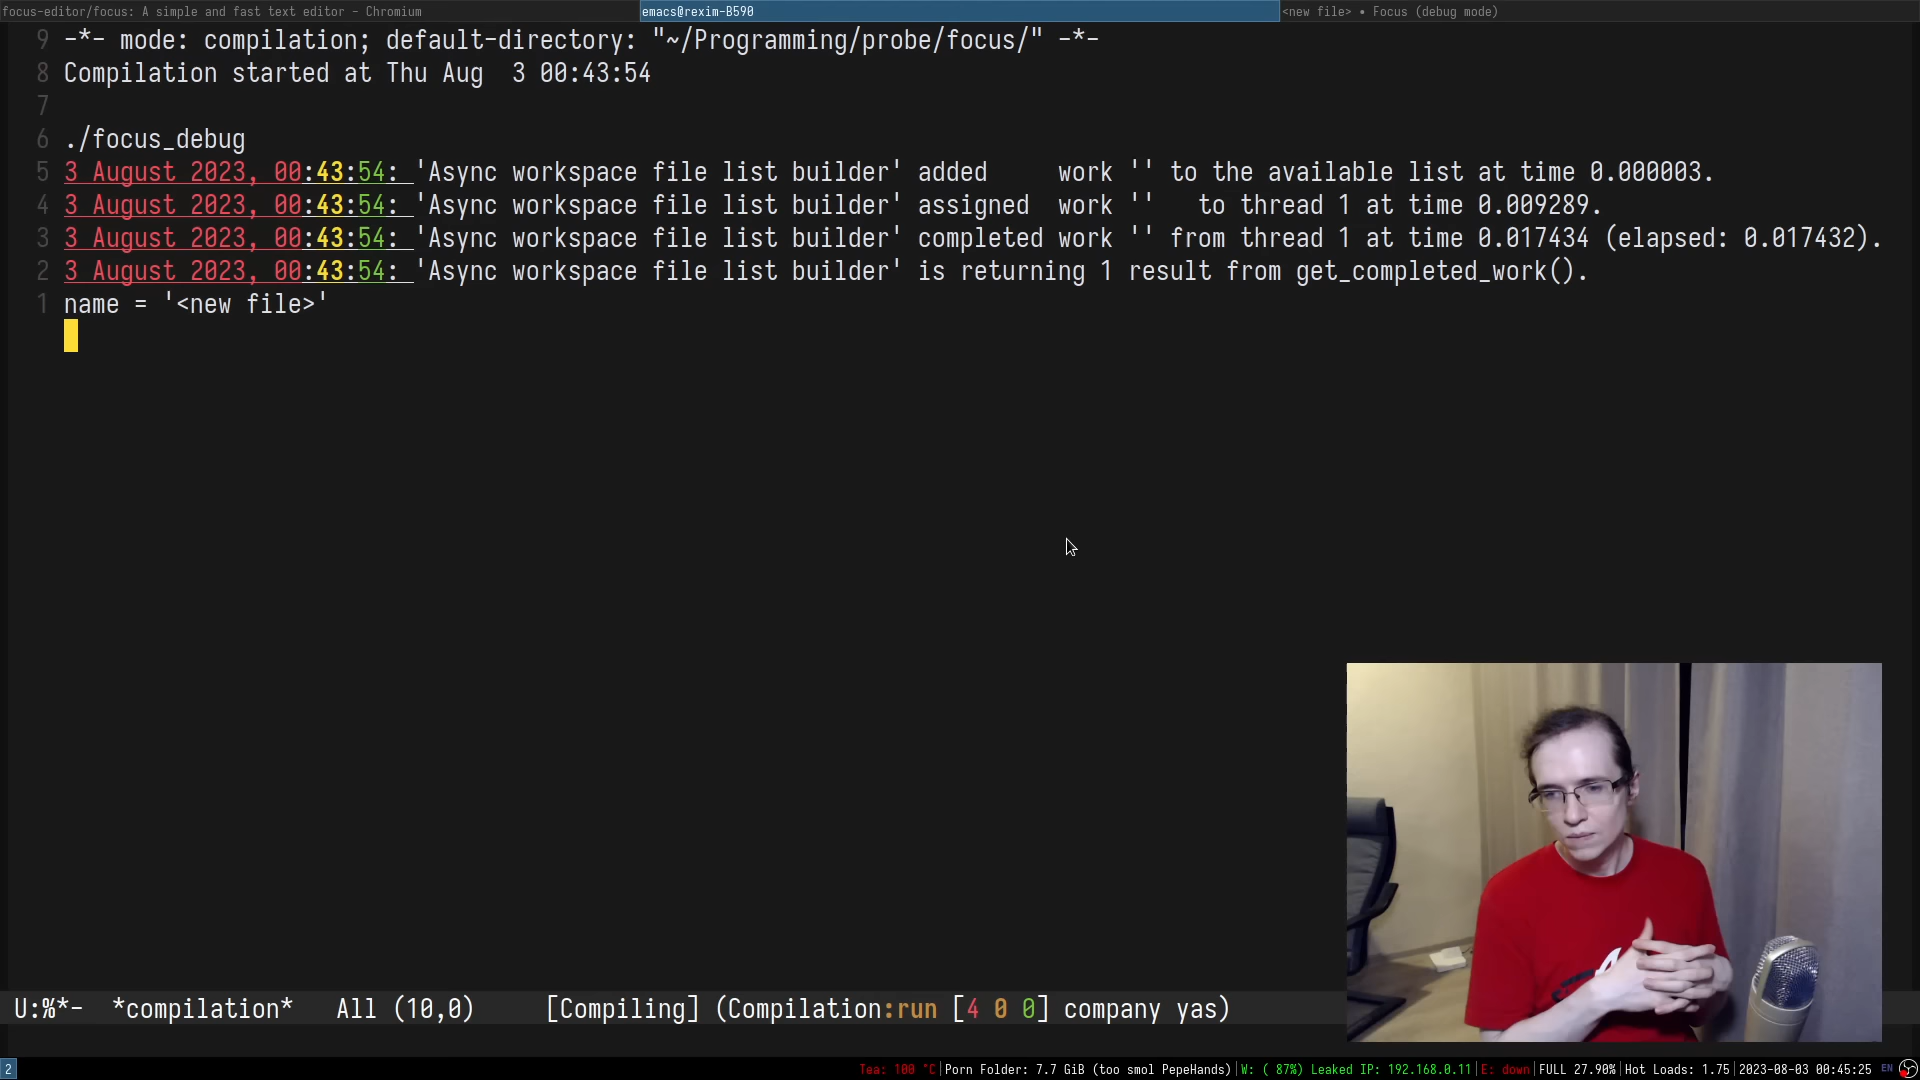 focus-editor/focus: A simple and fast text editor - Chromium
emacs@rexim-B590
<new file> • Focus (debug mode)
9 -*- mode: compilation; default-directory: "~/Programming/probe/focus/" -*-
8 Compilation started at Thu Aug  3 00:43:54
7
6 ./focus_debug
5 3 August 2023, 00:43:54: 'Async workspace file list builder' added     work '' to the available list at time 0.000003.
4 3 August 2023, 00:43:54: 'Async workspace file list builder' assigned  work ''   to thread 1 at time 0.009289.
3 3 August 2023, 00:43:54: 'Async workspace file list builder' completed work '' from thread 1 at time 0.017434 (elapsed: 0.017432).
2 3 August 2023, 00:43:54: 'Async workspace file list builder' is returning 1 result from get_completed_work().
1 name = '<new file>'
U:%*-  *compilation*   All (10,0)     [Compiling] (Compilation:run [4 0 0] company yas)
2
Tea: 100 °C|Porn Folder: 7.7 GiB (too smol PepeHands)|W: ( 87%) Leaked IP: 192.168.0.11|E: down|FULL 27.90%|Hot Loads: 1.75|2023-08-03 00:45:25 EN